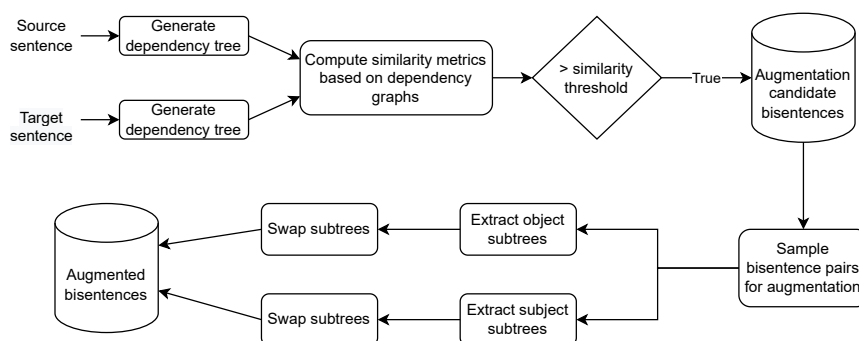 Source
sentence
Generate
dependency tree
Target
sentence
Generate
dependency tree
Compute similarity metrics
based on dependency
graphs
> similarity
threshold
True
Augmentation
candidate
bisentences
Sample
bisentence pairs
for augmentation
Extract object
subtrees
Swap subtrees
Extract subject
subtrees
Swap subtrees
Augmented
bisentences